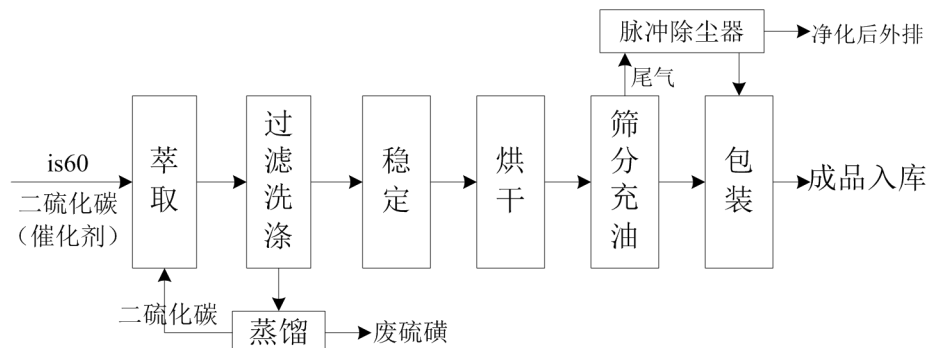 脉冲除尘器
净化后外排
尾气
is60
二硫化碳
（催化剂）
萃取
过滤洗涤
稳定
烘干
筛分充油
包装
成品入库
二硫化碳
蒸馏
废硫磺